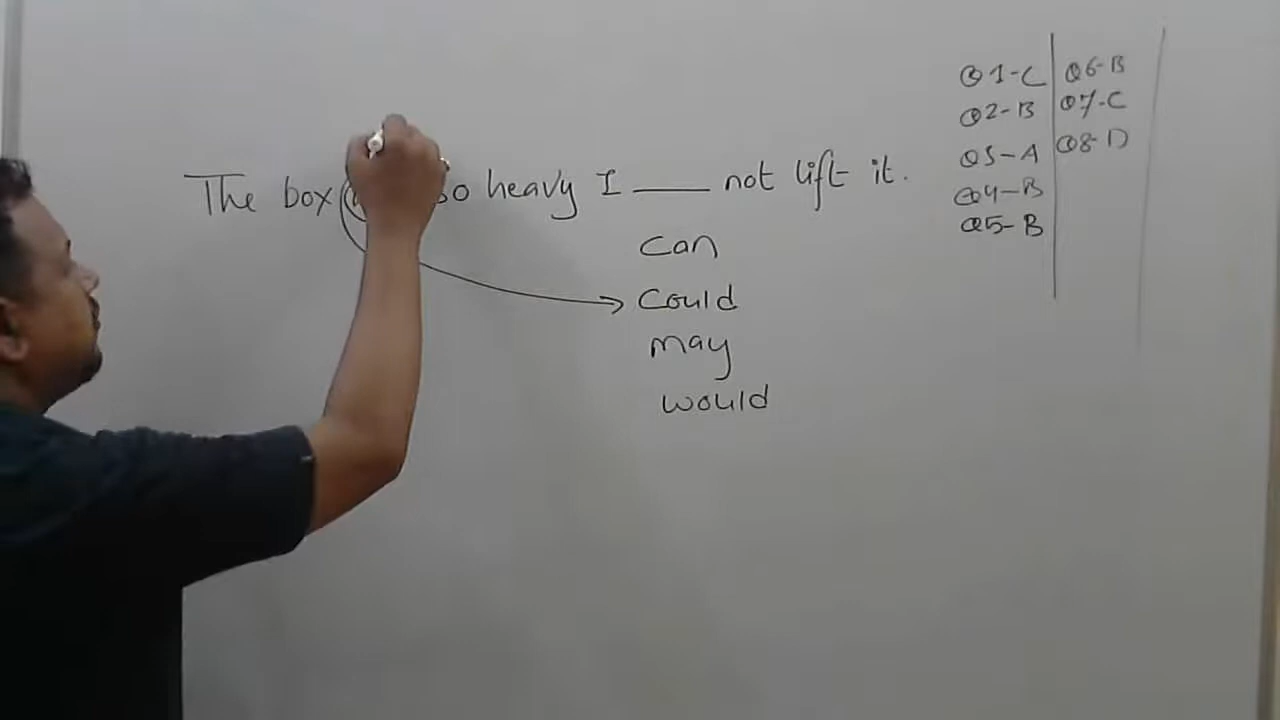 The box so heavy I ____ not lift it.
can
could
may
would
Q1-C
Q2-B
Q3-A
Q4-B
Q5-B
Q6-B
Q7-C
Q8-D